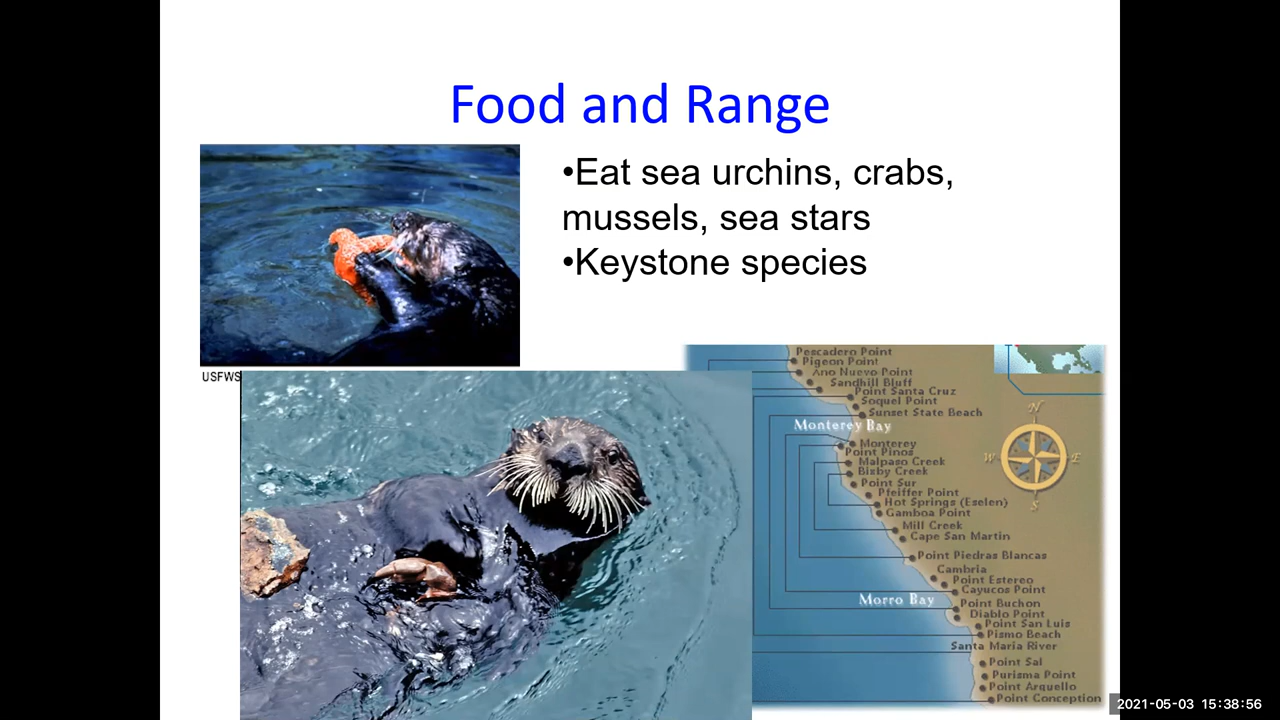 Food and Range
•Eat sea urchins, crabs,
mussels, sea stars
•Keystone species
USFWS
Pescadero Point
Pigeon Point
Ano Nuevo Point
Sandhill Bluff
Point Santa Cruz
Soquel Point
Sunset State Beach
Monterey Bay
Monterey
Point Pinos
Malpaso Creek
Bixby Creek
Point Sur
Pfeiffer Point
Hot Springs (Eselen)
Gamboa Point
Mill Creek
Cape San Martin
Point Piedras Blancas
Cambria
Point Estereo
Cayucos Point
Morro Bay
Point Buchon
Diablo Point
Point San Luis
Pismo Beach
Santa Maria River
Point Sal
Purisma Point
Point Arguello
Point Conception
N
W
E
S
2021-05-03 15:38:56